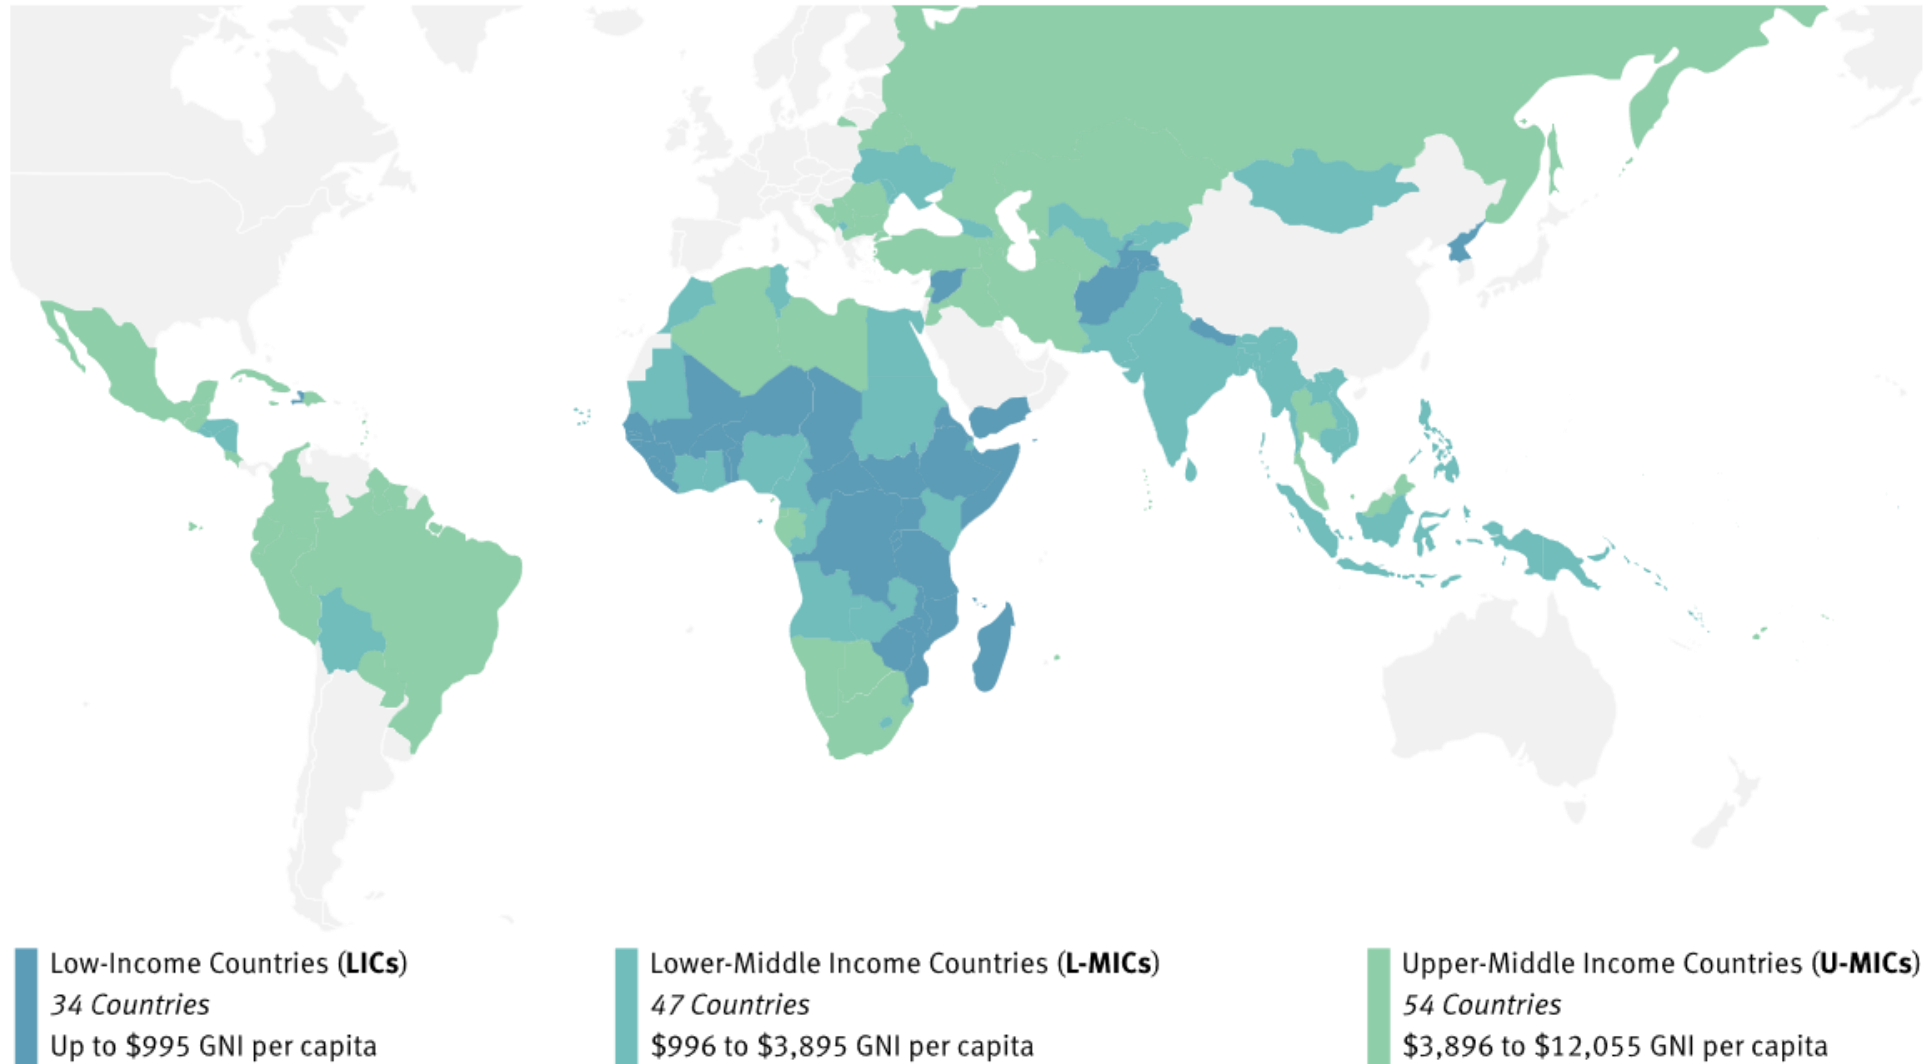 Low-Income Countries (LICs)
34 Countries
Up to $995 GNI per capita
Lower-Middle Income Countries (L-MICs)
47 Countries
$996 to $3,895 GNI per capita
Upper-Middle Income Countries (U-MICs)
54 Countries
$3,896 to $12,055 GNI per capita